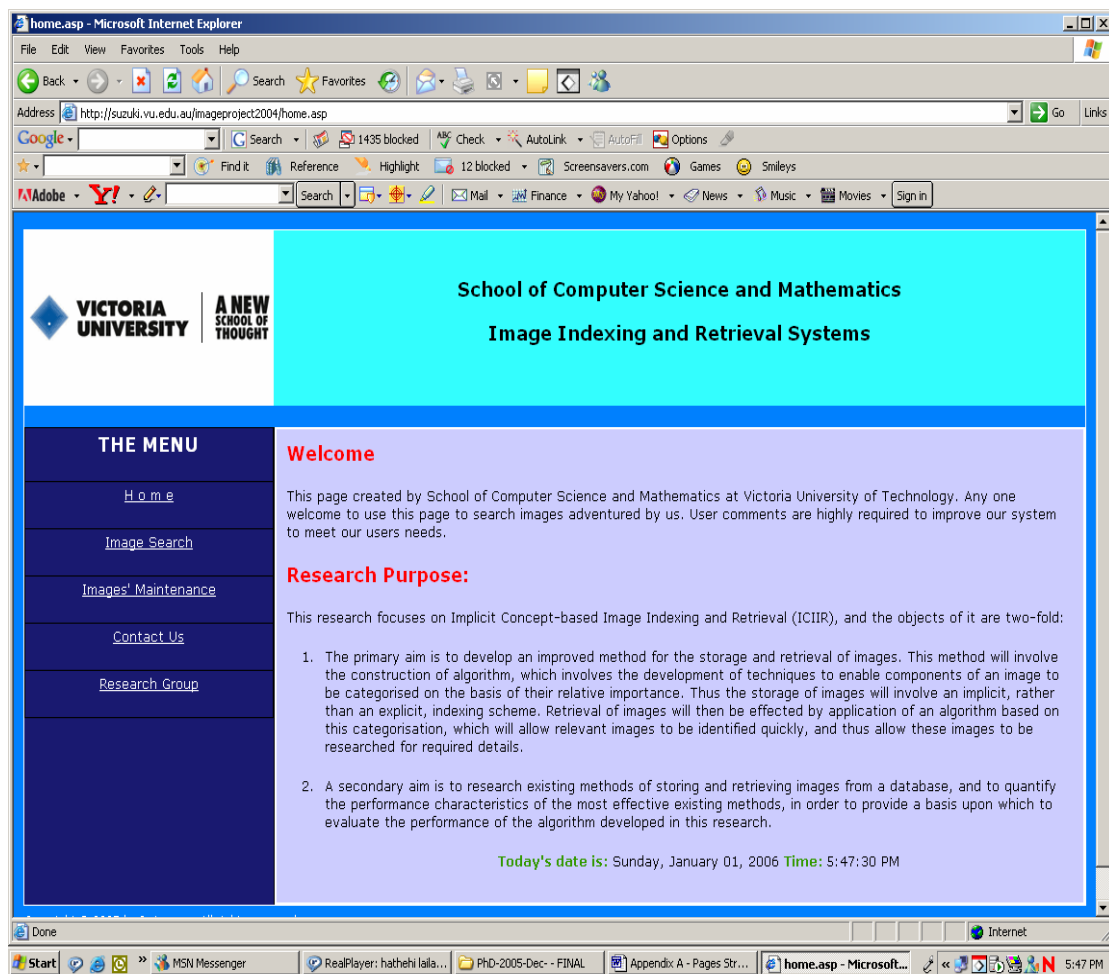 home.asp - Microsoft Internet Explorer
File Edit View Favorites Tools Help
Back Search Favorites
Address http://suzuki.vu.edu.au/imageproject2004/home.asp Go Links
Google Search 1435 blocked Check AutoLink AutoFill Options
Find it Reference Highlight 12 blocked Screensavers.com Games Smileys
Adobe Y! Search Mail Finance My Yahoo! News Music Movies Sign in
VICTORIA UNIVERSITY
A NEW SCHOOL OF THOUGHT
School of Computer Science and Mathematics
Image Indexing and Retrieval Systems
THE MENU
Home
Image Search
Images' Maintenance
Contact Us
Research Group
Welcome
This page created by School of Computer Science and Mathematics at Victoria University of Technology. Any one
welcome to use this page to search images adventured by us. User comments are highly required to improve our system
to meet our users needs.
Research Purpose:
This research focuses on Implicit Concept-based Image Indexing and Retrieval (ICIIR), and the objects of it are two-fold:
1. The primary aim is to develop an improved method for the storage and retrieval of images. This method will involve
the construction of algorithm, which involves the development of techniques to enable components of an image to
be categorised on the basis of their relative importance. Thus the storage of images will involve an implicit, rather
than an explicit, indexing scheme. Retrieval of images will then be effected by application of an algorithm based on
this categorisation, which will allow relevant images to be identified quickly, and thus allow these images to be
researched for required details.
2. A secondary aim is to research existing methods of storing and retrieving images from a database, and to quantify
the performance characteristics of the most effective existing methods, in order to provide a basis upon which to
evaluate the performance of the algorithm developed in this research.
Today's date is: Sunday, January 01, 2006 Time: 5:47:30 PM
Done Internet
Start MSN Messenger RealPlayer: hathehi laila... PhD-2005-Dec- - FINAL Appendix A - Pages Str... home.asp - Microsoft... 5:47 PM